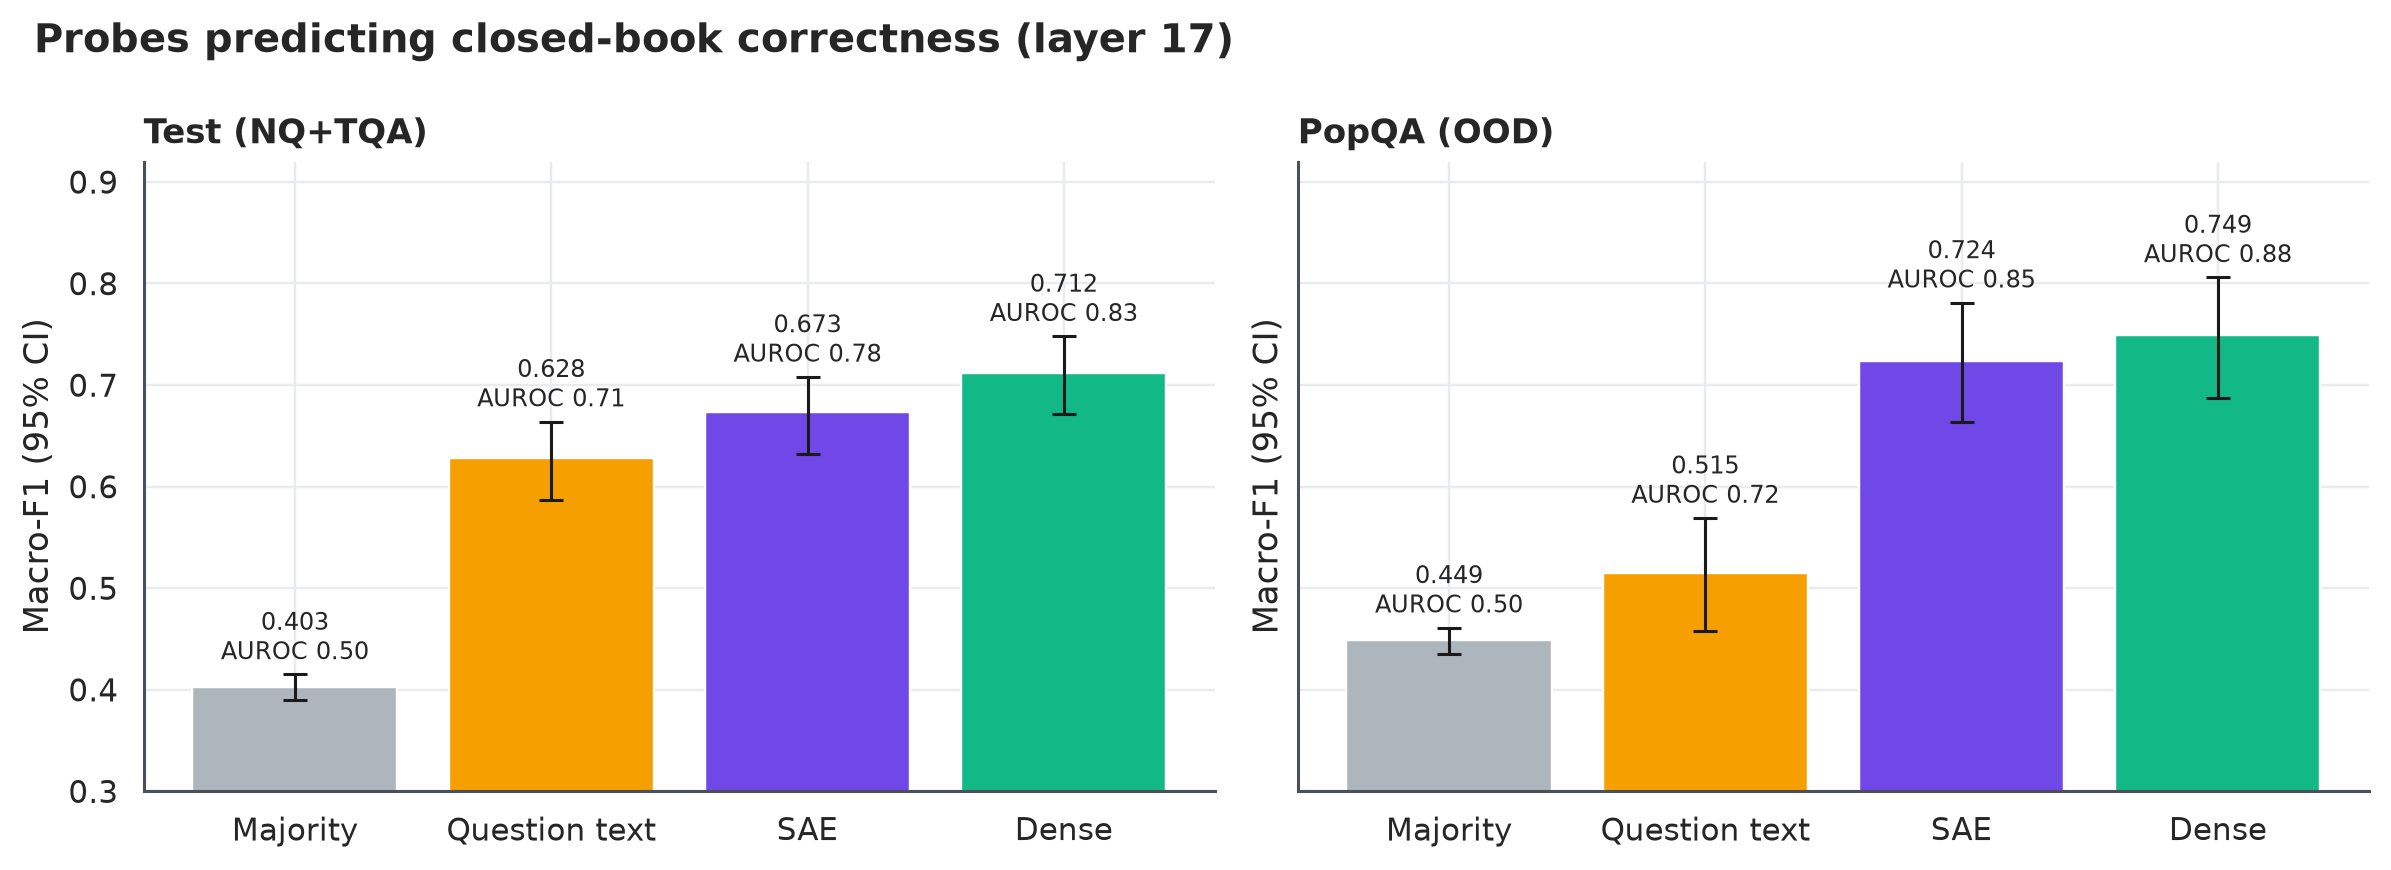 Probes predicting closed-book correctness (layer 17)
Test (NQ+TQA)
Macro-F1 (95% CI)
0.9
0.8
0.7
0.6
0.5
0.4
0.3
0.403
AUROC 0.50
0.628
AUROC 0.71
0.673
AUROC 0.78
0.712
AUROC 0.83
Majority
Question text
SAE
Dense
PopQA (OOD)
Macro-F1 (95% CI)
0.449
AUROC 0.50
0.515
AUROC 0.72
0.724
AUROC 0.85
0.749
AUROC 0.88
Majority
Question text
SAE
Dense